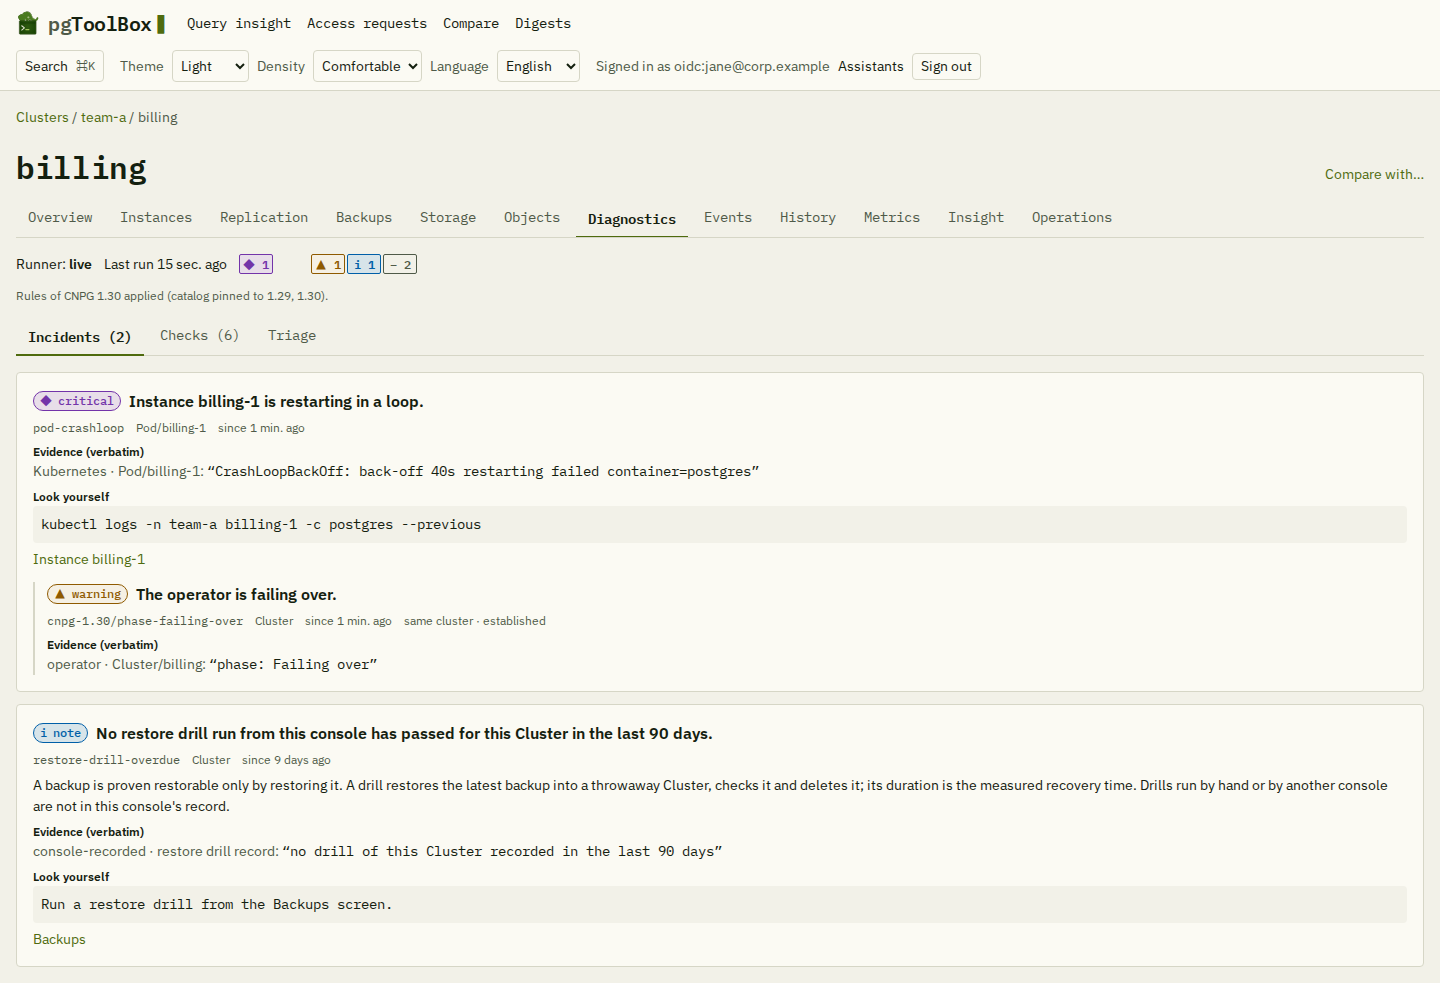 pgToolBox Query insight Access requests Compare Digests
Search ⌘K Theme Light Density Comfortable Language English Signed in as oidc:jane@corp.example Assistants Sign out
Clusters / team-a / billing
billing
Compare with...
Overview Instances Replication Backups Storage Objects Diagnostics Events History Metrics Insight Operations
Runner: live Last run 15 sec. ago ◆ 1 ▲ 1 i 1 – 2
Rules of CNPG 1.30 applied (catalog pinned to 1.29, 1.30).
Incidents (2) Checks (6) Triage
◆ critical Instance billing-1 is restarting in a loop.
pod-crashloop Pod/billing-1 since 1 min. ago
Evidence (verbatim)
Kubernetes · Pod/billing-1: “CrashLoopBackOff: back-off 40s restarting failed container=postgres”
Look yourself
kubectl logs -n team-a billing-1 -c postgres --previous
Instance billing-1
▲ warning The operator is failing over.
cnpg-1.30/phase-failing-over Cluster since 1 min. ago same cluster · established
Evidence (verbatim)
operator · Cluster/billing: “phase: Failing over”
i note No restore drill run from this console has passed for this Cluster in the last 90 days.
restore-drill-overdue Cluster since 9 days ago
A backup is proven restorable only by restoring it. A drill restores the latest backup into a throwaway Cluster, checks it and deletes it; its duration is the measured recovery time. Drills run by hand or by another console
are not in this console's record.
Evidence (verbatim)
console-recorded · restore drill record: “no drill of this Cluster recorded in the last 90 days”
Look yourself
Run a restore drill from the Backups screen.
Backups